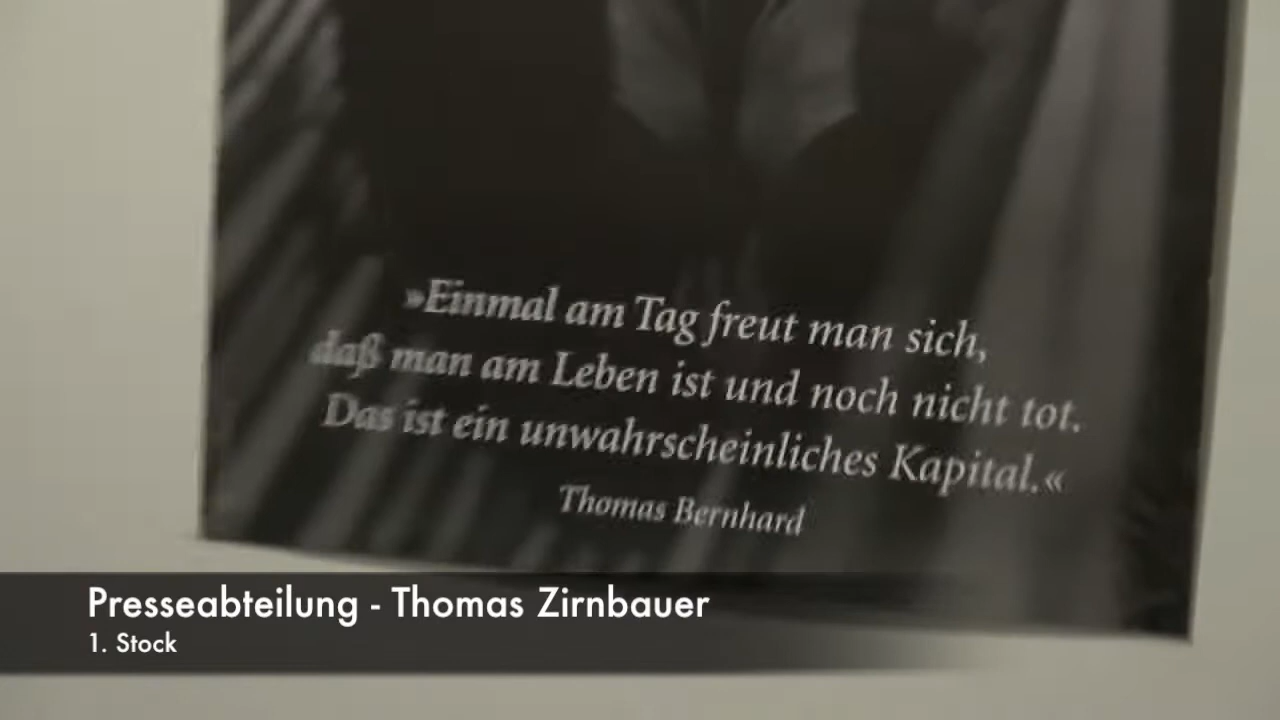 »Einmal am Tag freut man sich,
daß man am Leben ist und noch nicht tot.
Das ist ein unwahrscheinliches Kapital.«
Thomas Bernhard
Presseabteilung - Thomas Zirnbauer
1. Stock